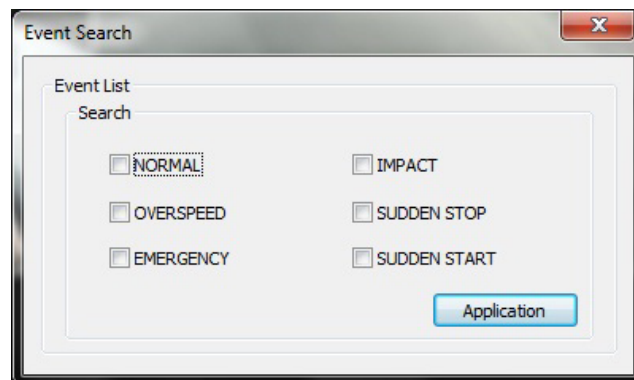 Event Search
Event List
Search
NORMAL IMPACT
OVERSPEED SUDDEN STOP
EMERGENCY SUDDEN START
Application